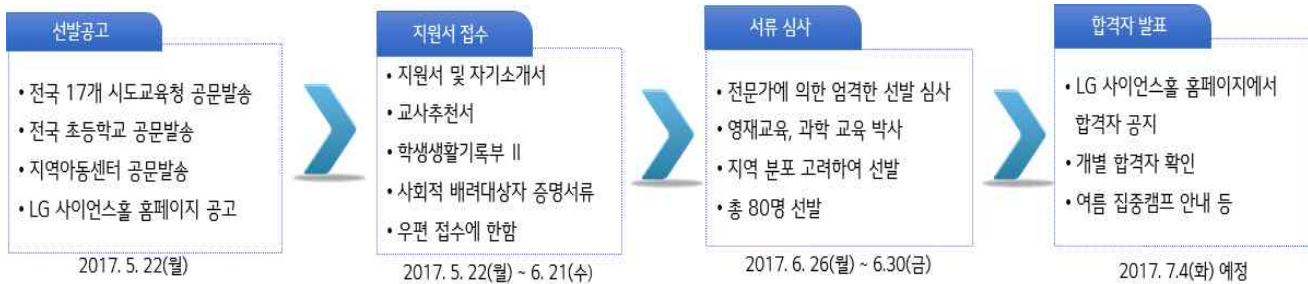 선발공고
• 전국 17개 시도교육청 공문발송
• 전국 초등학교 공문발송
• 지역아동센터 공문발송
• LG 사이언스홀 홈페이지 공고
2017. 5. 22(월)
지원서 접수
• 지원서 및 자기소개서
• 교사추천서
• 학생생활기록부 Ⅱ
• 사회적 배려대상자 증명서류
• 우편 접수에 한함
2017. 5. 22(월) ~ 6. 21(수)
서류 심사
• 전문가에 의한 엄격한 선발 심사
• 영재교육, 과학 교육 박사
• 지역 분포 고려하여 선발
• 총 80명 선발
2017. 6. 26(월) ~ 6.30(금)
합격자 발표
• LG 사이언스홀 홈페이지에서
합격자 공지
• 개별 합격자 확인
• 여름 집중캠프 안내 등
2017. 7.4(화) 예정